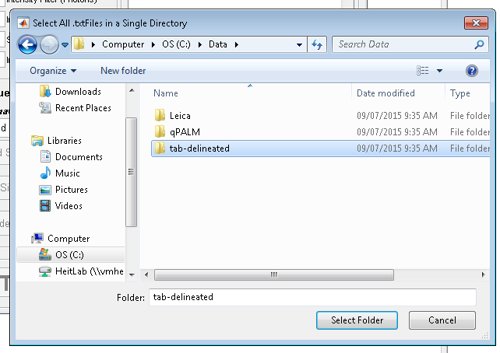 Intensity Filter (Photons)
Select All .txtFiles in a Single Directory
Computer OS (C:) Data Search Data
Organize New folder
Name Date modified Type
Downloads
Recent Places
Libraries
Documents
Music
Pictures
Videos
Computer
OS (C:)
HeitLab (\\vmhe
Leica 09/07/2015 9:35 AM File folder
qPALM 09/07/2015 9:35 AM File folder
tab-delineated 09/07/2015 9:35 AM File folder
Folder: tab-delineated
Select Folder Cancel